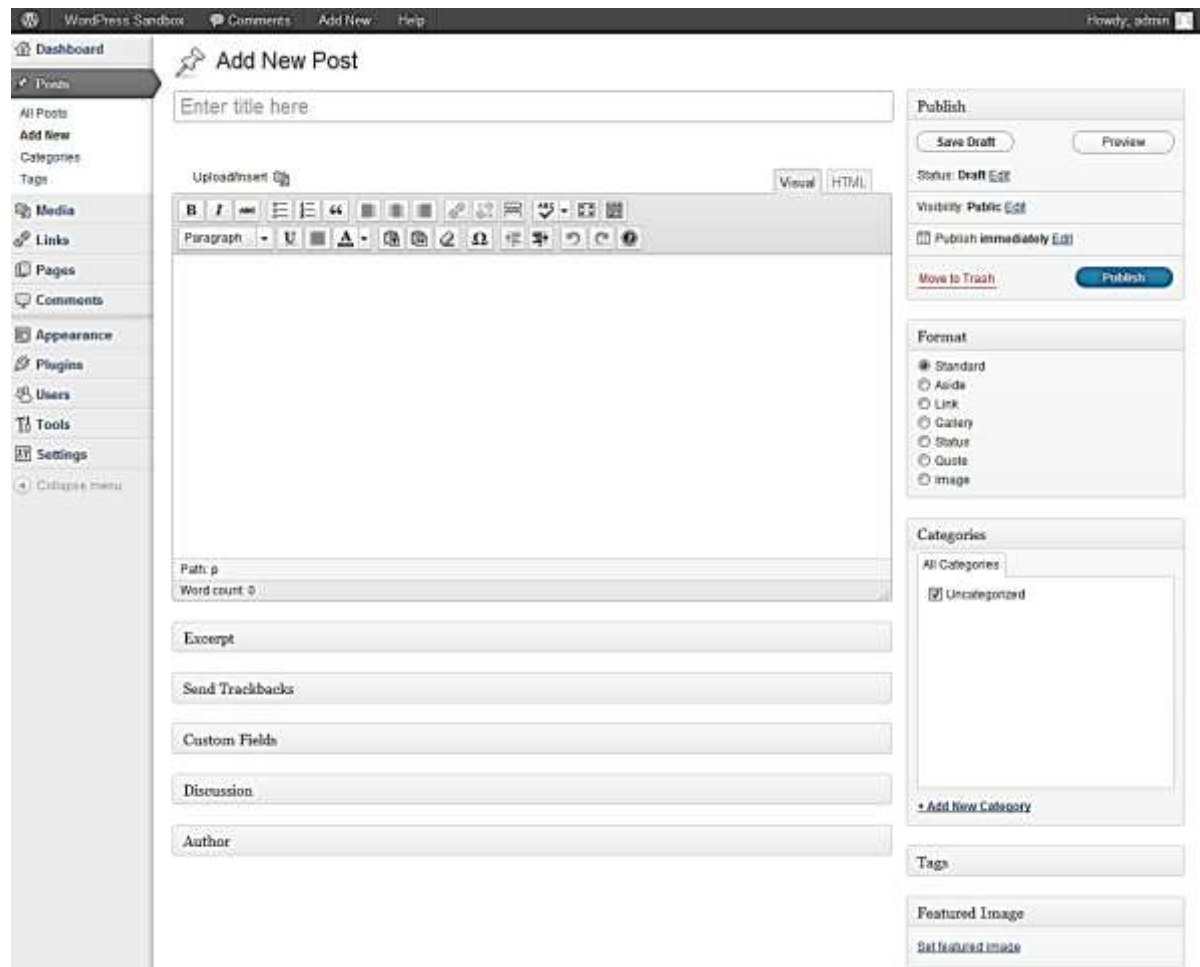 WordPress Sandbox Comments Add New Help Howdy, admin
Dashboard
Posts
All Posts
Add New
Categories
Tags
Media
Links
Pages
Comments
Appearance
Plugins
Users
Tools
Settings
Collapse menu
Add New Post
Enter title here
Upload/Insert
Visual HTML
B I ABC
Paragraph U A Ω
Path: p
Word count: 0
Excerpt
Send Trackbacks
Custom Fields
Discussion
Author
Publish
Save Draft Preview
Status: Draft Edit
Visibility: Public Edit
Publish immediately Edit
Move to Trash Publish
Format
Standard
Aside
Link
Gallery
Status
Quote
Image
Categories
All Categories
Uncategorized
+ Add New Category
Tags
Featured Image
Set featured image